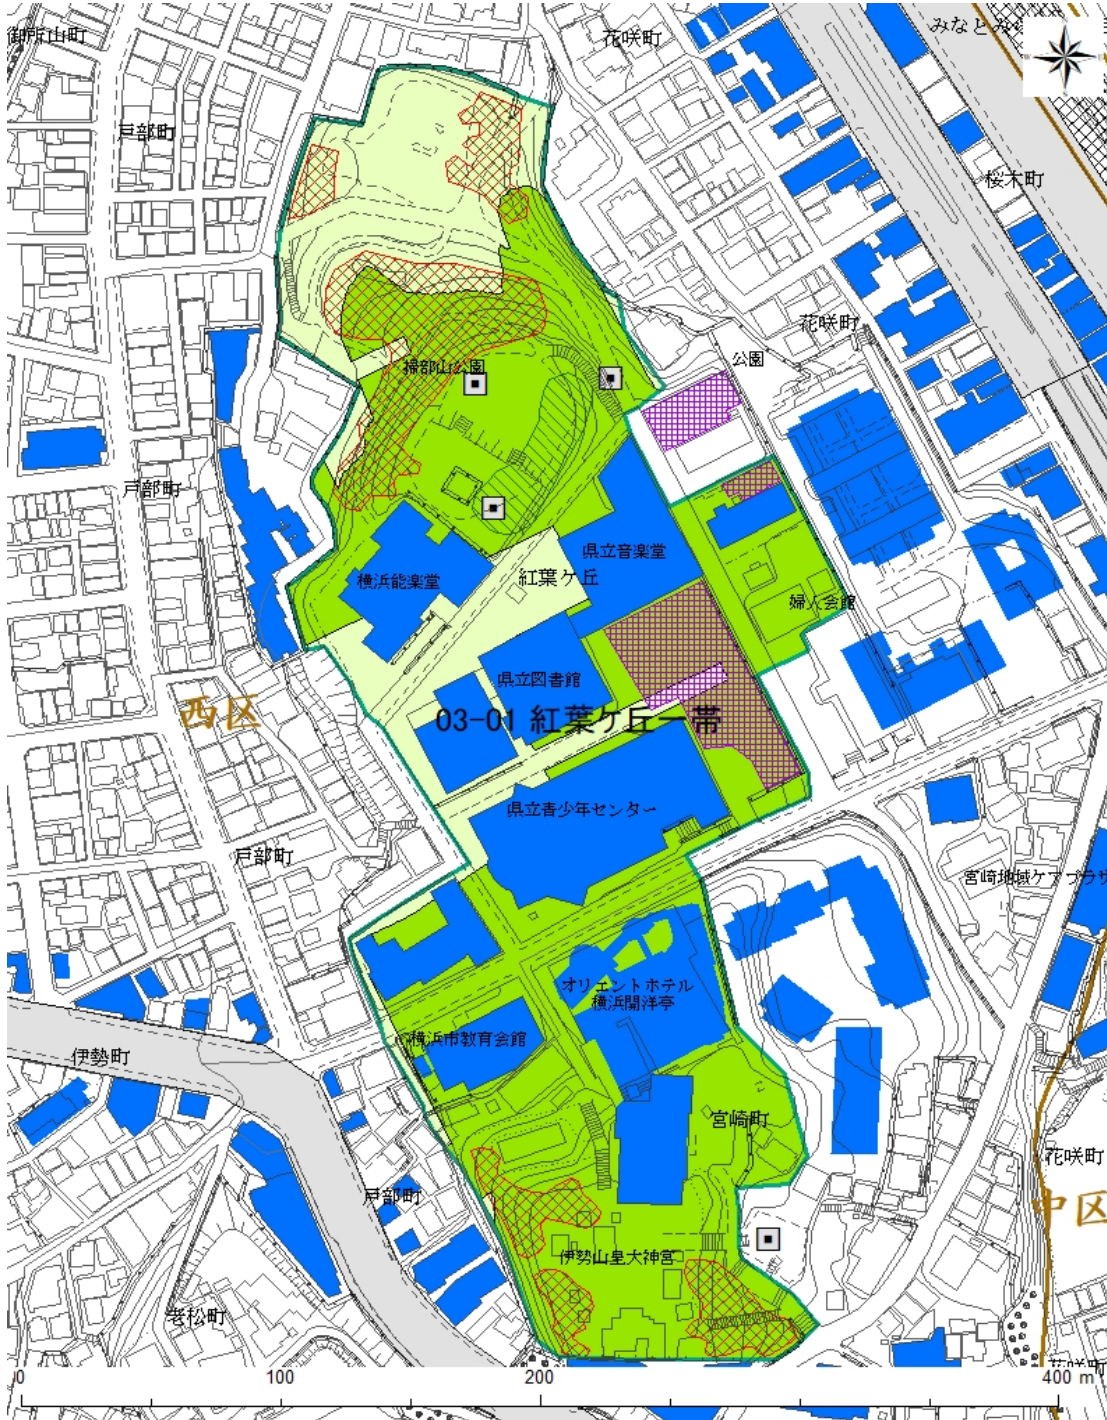 御所山町
花咲町
戸部町
桜木町
花咲町
公園
掃部山公園
戸部町
県立音楽堂
紅葉ケ丘
横浜能楽堂
婦人会館
県立図書館
西区
03-01 紅葉ケ丘一帯
県立青少年センター
戸部町
宮崎地域ケアプラザ
オリエントホテル
横浜開洋亭
横浜市教育会館
伊勢町
宮崎町
花咲町
戸部町
中区
伊勢山皇大神宮
老松町
花咲町
0 100 200 400 m